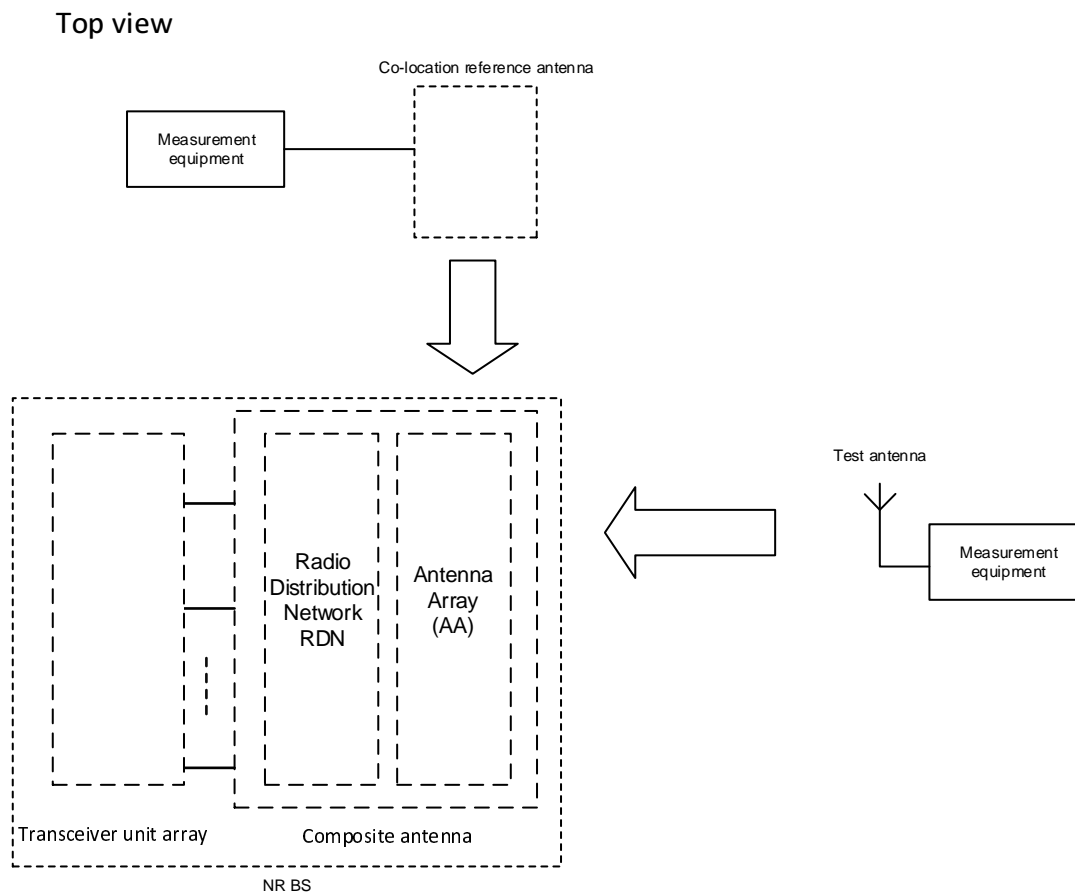 Top view
Co-location reference antenna
Measurement
equipment
Test antenna
Measurement
equipment
Radio
Distribution
Network
RDN
Antenna
Array
(AA)
Transceiver unit array
Composite antenna
NR BS